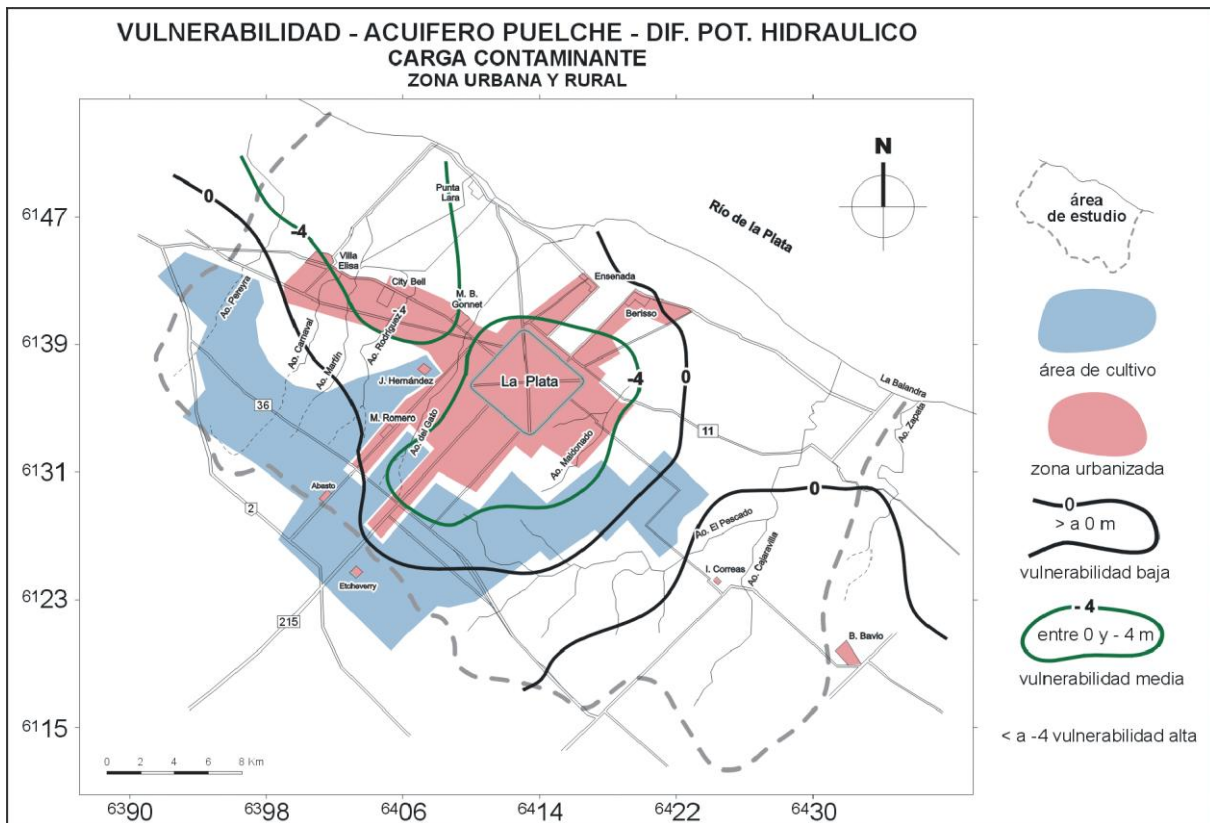 VULNERABILIDAD - ACUIFERO PUELCHE - DIF. POT. HIDRAULICO
CARGA CONTAMINANTE
ZONA URBANA Y RURAL
N
Río de la Plata
Punta
Lara
0
-4
Villa
Elisa
City Bell
M. B.
Gonnet
Ensenada
Berisso
Ao. Pereyra
Ao. Carnaval
Ao. Martín
Ao. Rodríguez
J. Hernández
La Plata
-4
0
La Balandra
Ao. Zapata
36
M. Romero
Ao. del Gato
Ao. Maldonado
11
Abasto
2
0
Ao. El Pescado
Ao. Cajaravilla
I. Correas
Etcheverry
215
B. Bavio
0 2 4 6 8 Km
6147
6139
6131
6123
6115
6390 6398 6406 6414 6422 6430
área
de estudio
área de cultivo
zona urbanizada
0
> a 0 m
vulnerabilidad baja
-4
entre 0 y - 4 m
vulnerabilidad media
< a -4 vulnerabilidad alta